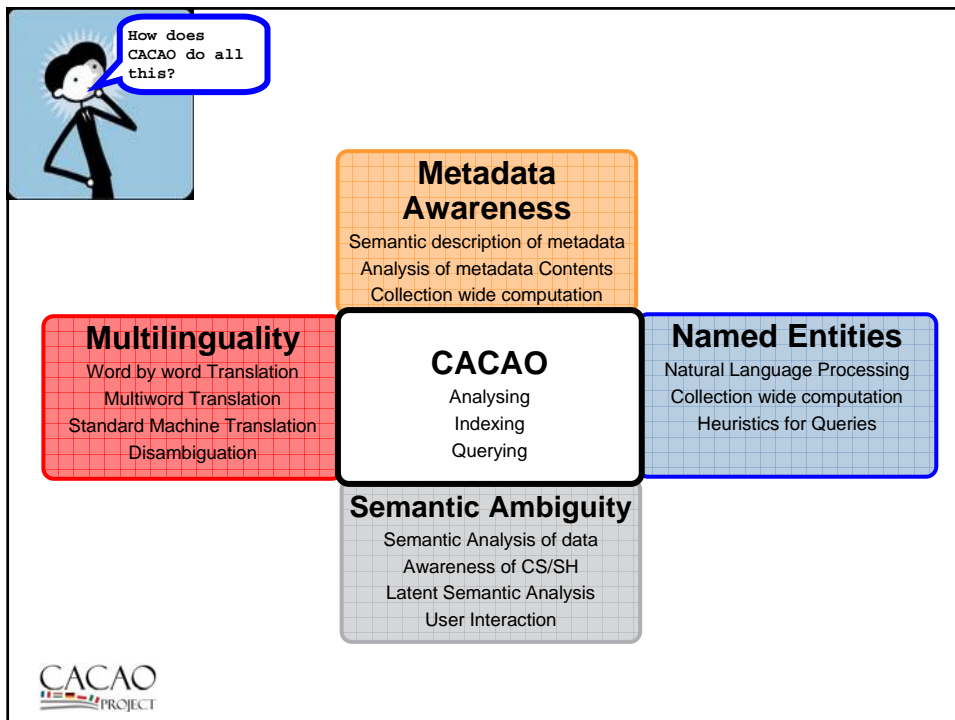 How does
CACAO do all
this?
Metadata
Awareness
Semantic description of metadata
Analysis of metadata Contents
Collection wide computation
Multilinguality
Word by word Translation
Multiword Translation
Standard Machine Translation
Disambiguation
CACAO
Analysing
Indexing
Querying
Named Entities
Natural Language Processing
Collection wide computation
Heuristics for Queries
Semantic Ambiguity
Semantic Analysis of data
Awareness of CS/SH
Latent Semantic Analysis
User Interaction
CACAO
PROJECT